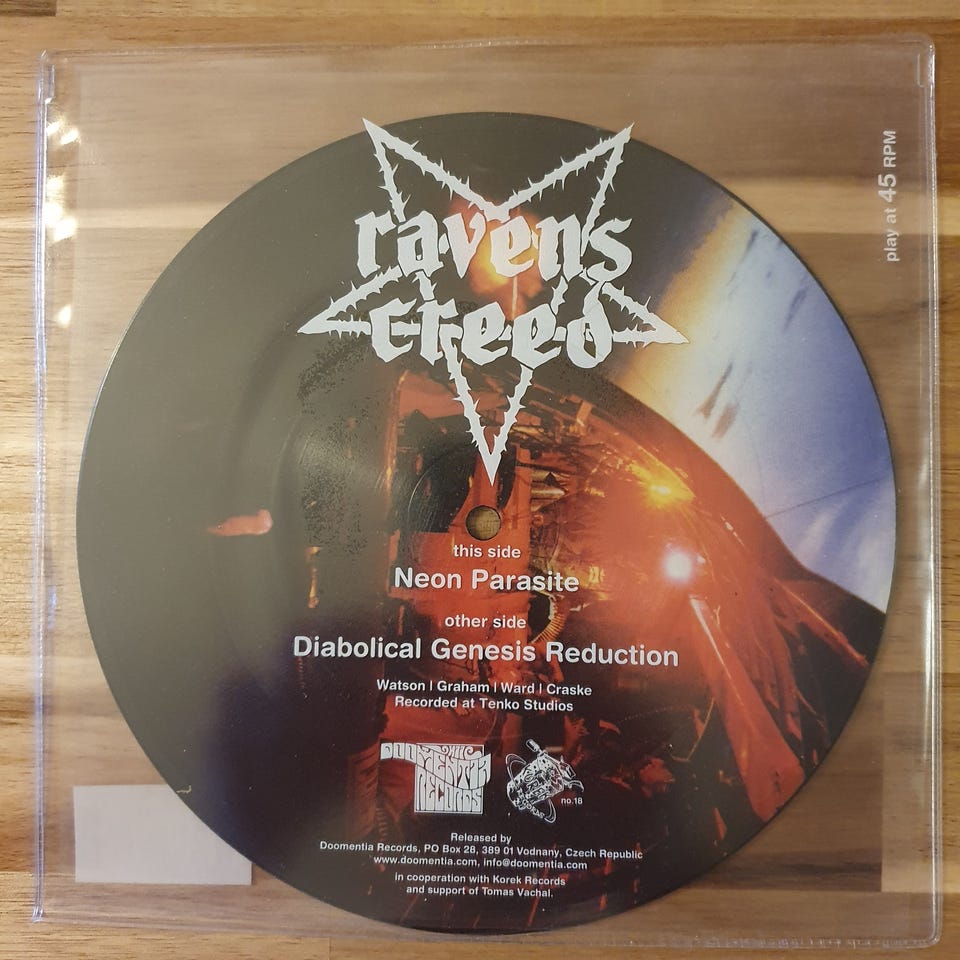 ravens
creed
play at 45 RPM
this side
Neon Parasite
other side
Diabolical Genesis Reduction
Watson | Graham | Ward | Craske
Recorded at Tenko Studios
DOOMENTIA
RECORDS
no.18
Released by
Doomentia Records, PO Box 28, 389 01 Vodnany, Czech Republic
www.doomentia.com, info@doomentia.com
in cooperation with Korek Records
and support of Tomas Vachal.